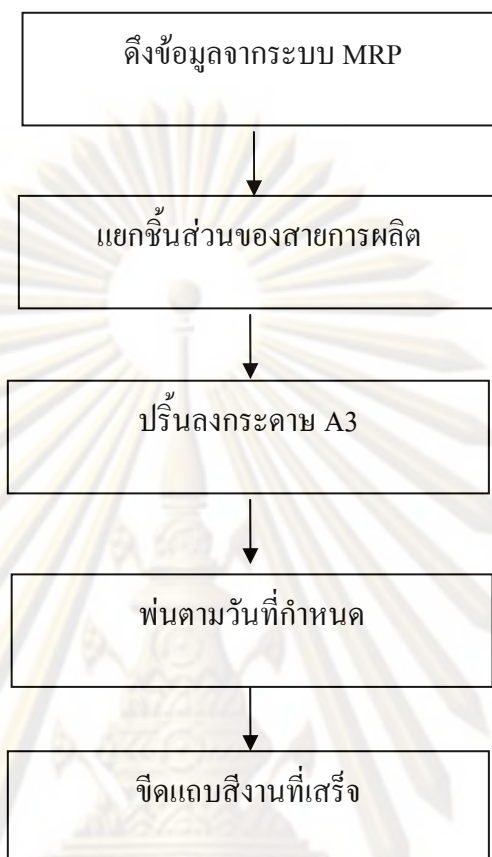 ดึงข้อมูลจากระบบ MRP
แยกชิ้นส่วนของสายการผลิต
ปริ้นลงกระดาษ A3
พ่นตามวันที่กำหนด
ขีดแถบสีงานที่เสร็จ